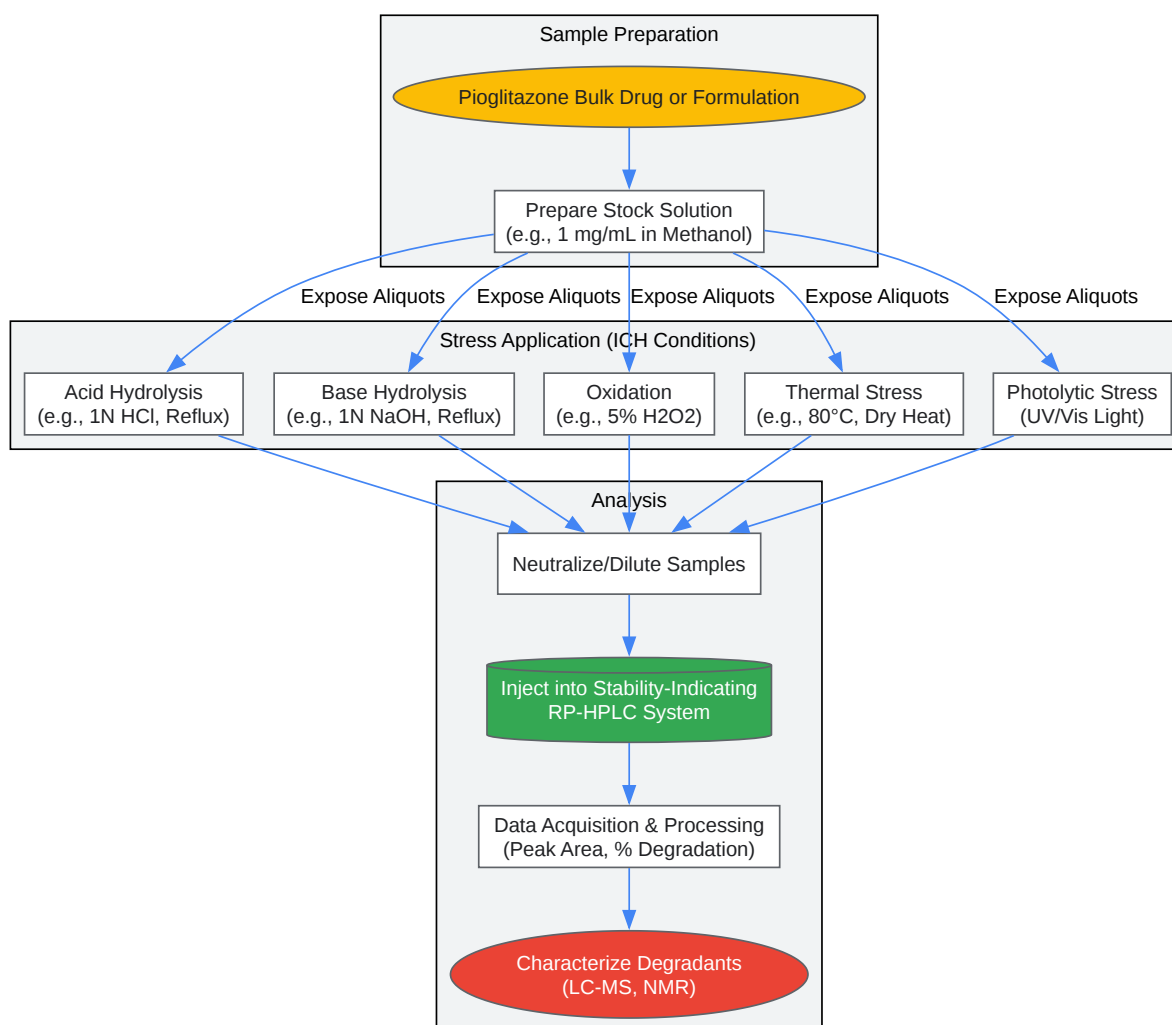 Sample Preparation
Pioglitazone Bulk Drug or Formulation
Prepare Stock Solution
(e.g., 1 mg/mL in Methanol)
Expose Aliquots
Expose Aliquots
Expose Aliquots
Expose Aliquots
Expose Aliquots
Stress Application (ICH Conditions)
Acid Hydrolysis
(e.g., 1N HCl, Reflux)
Base Hydrolysis
(e.g., 1N NaOH, Reflux)
Oxidation
(e.g., 5% H2O2)
Thermal Stress
(e.g., 80°C, Dry Heat)
Photolytic Stress
(UV/Vis Light)
Analysis
Neutralize/Dilute Samples
Inject into Stability-Indicating
RP-HPLC System
Data Acquisition & Processing
(Peak Area, % Degradation)
Characterize Degradants
(LC-MS, NMR)